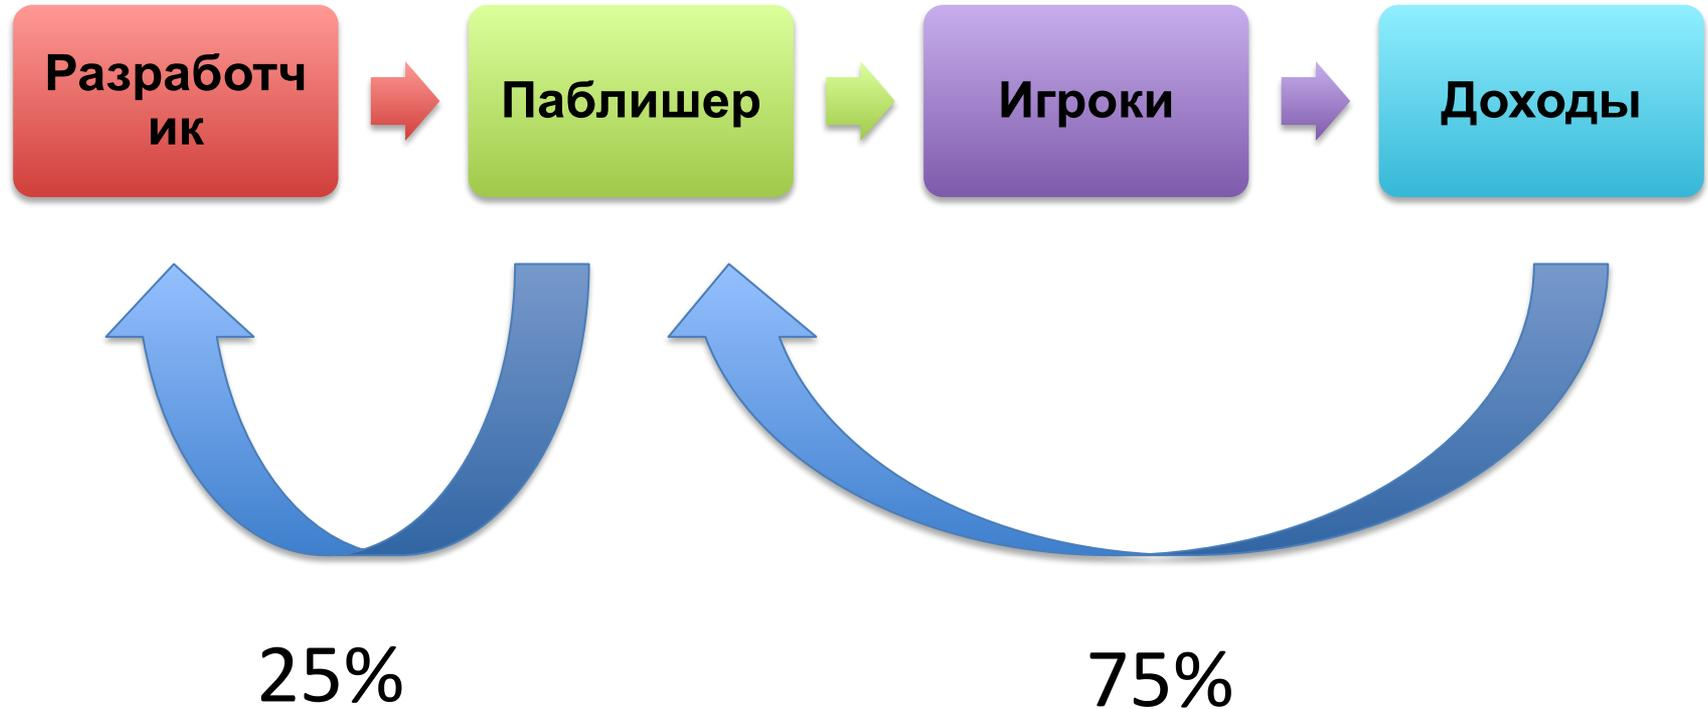 Разработч
ик
Паблишер
Игроки
Доходы
25%
75%